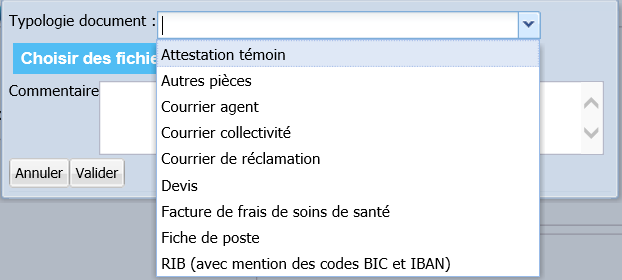 Typologie document :
Attestation témoin
Choisir des fichie
Autres pièces
Commentaire
Courrier agent
Courrier collectivité
Courrier de réclamation
Annuler Valider
Devis
Facture de frais de soins de santé
Fiche de poste
RIB (avec mention des codes BIC et IBAN)